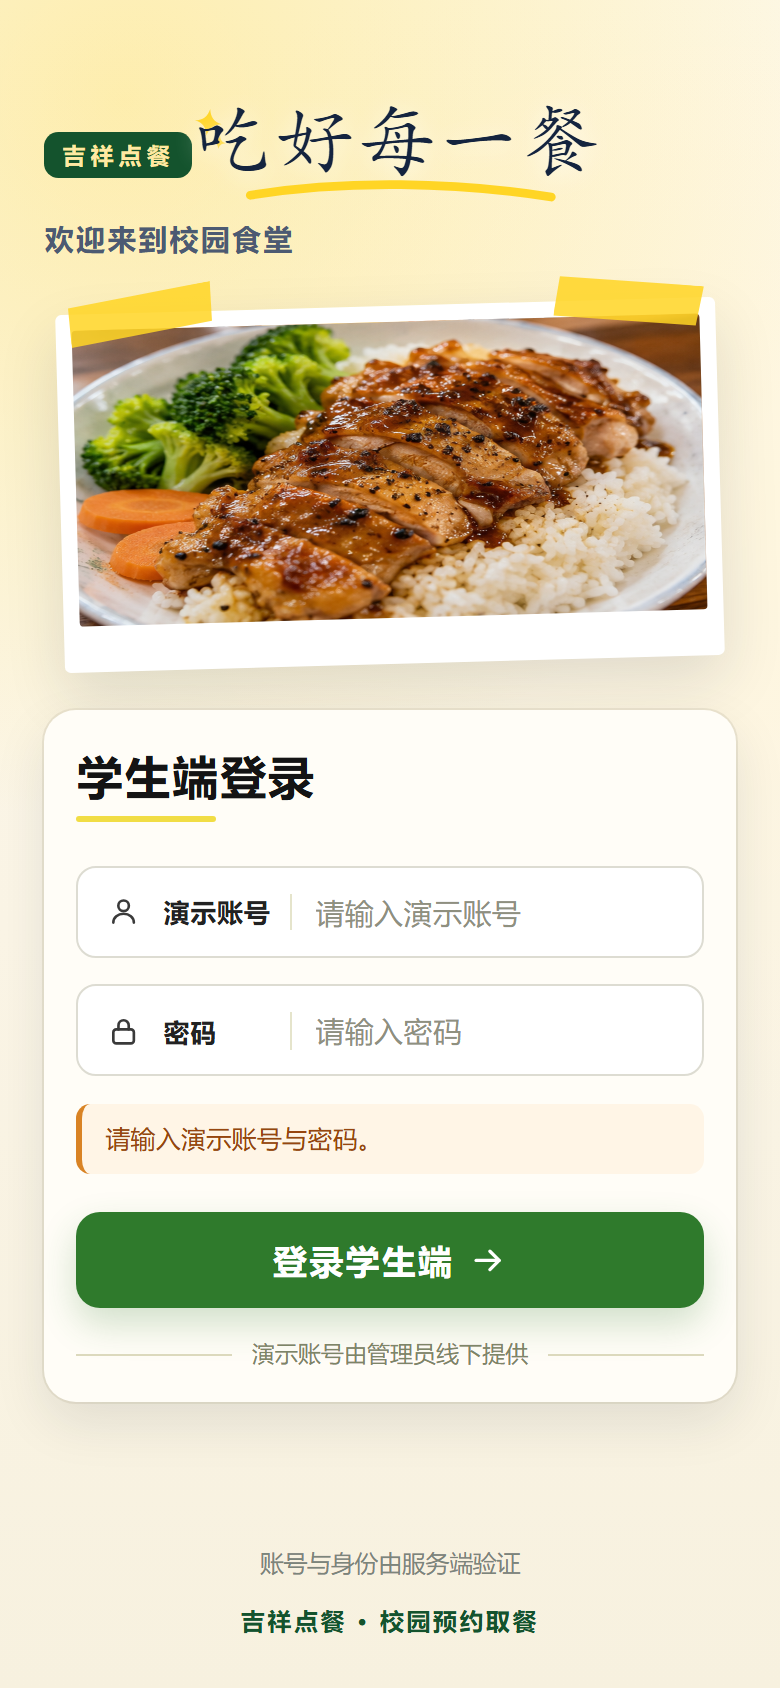 吉祥点餐
吃好每一餐
欢迎来到校园食堂
学生端登录
演示账号 请输入演示账号
密码 请输入密码
请输入演示账号与密码。
登录学生端 →
演示账号由管理员线下提供
账号与身份由服务端验证
吉祥点餐 · 校园预约取餐